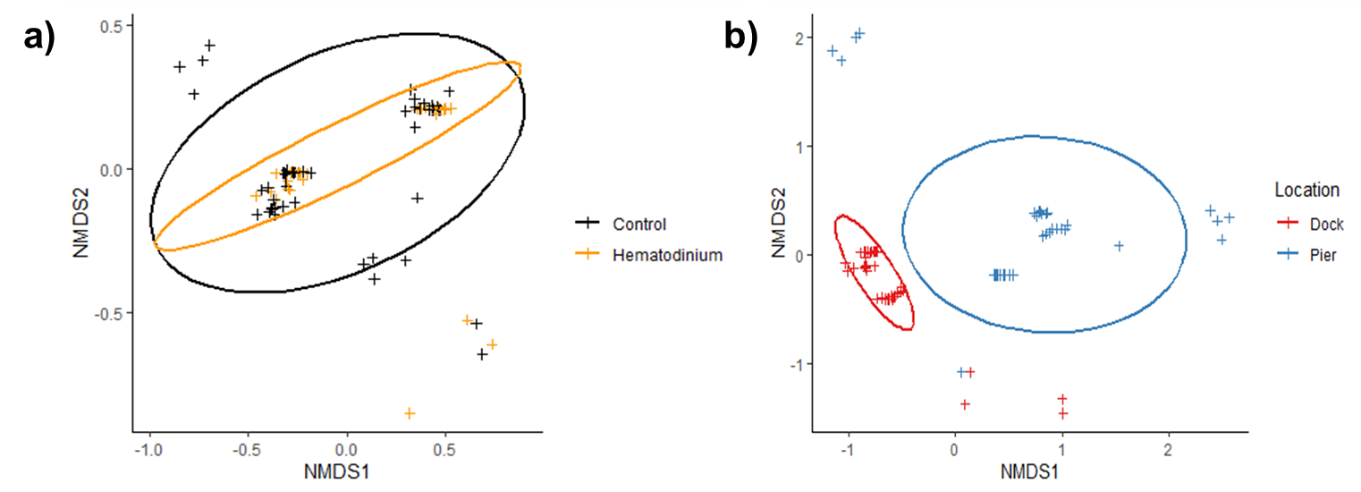 a)
0.5
0.0
-0.5
NMDS2
-1.0
-0.5
0.0
0.5
NMDS1
Control
Hematodinium
b)
2
1
0
-1
NMDS2
-1
0
1
2
NMDS1
Location
Dock
Pier